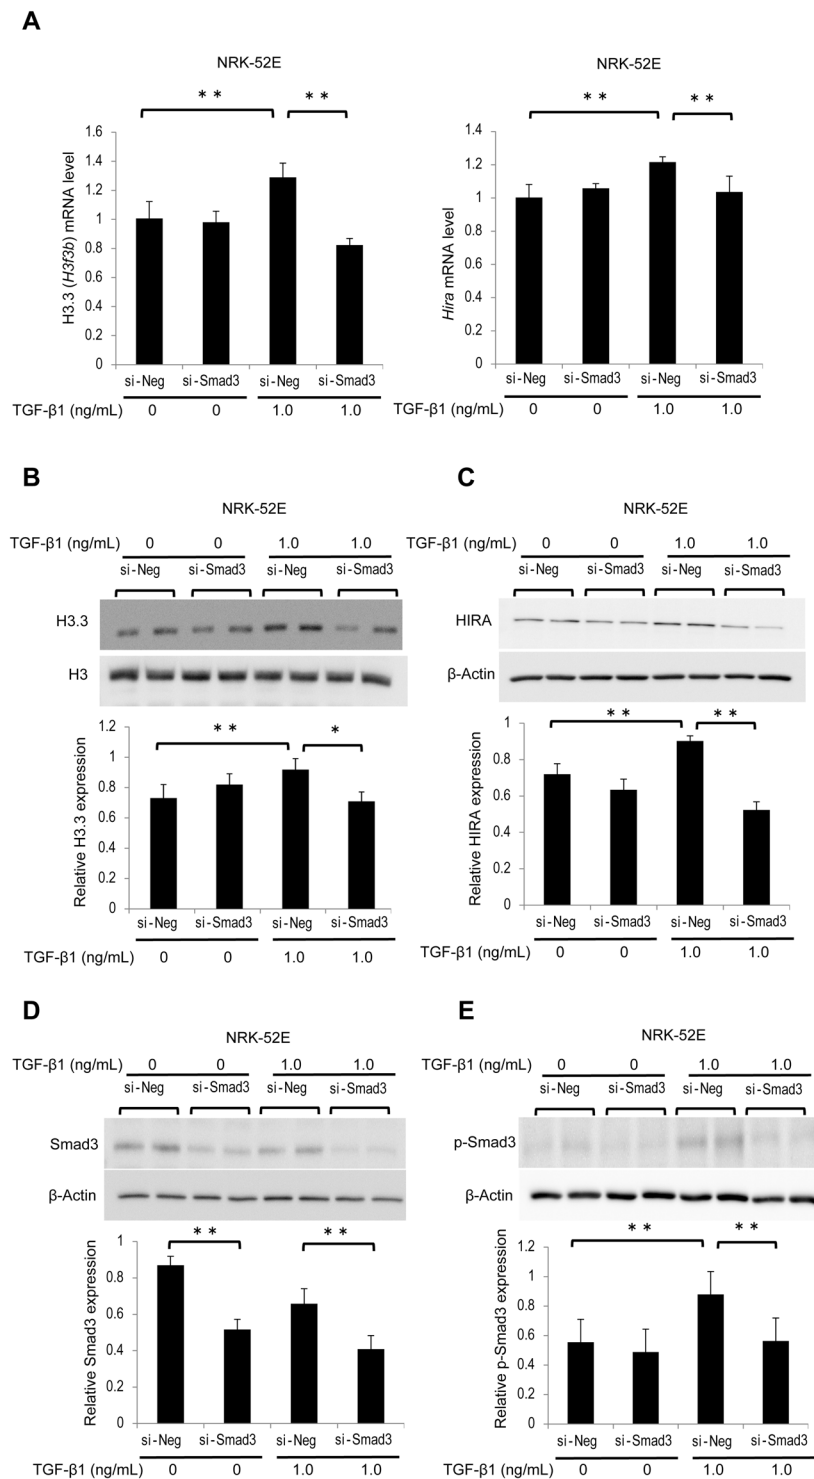 A
NRK-52E
* * * *
H3.3 (H3f3b) mRNA level
1.6
1.4
1.2
1
0.8
0.6
0.4
0.2
0
si-Neg si-Smad3 si-Neg si-Smad3
TGF-β1 (ng/mL) 0 0 1.0 1.0
NRK-52E
* * * *
Hira mRNA level
1.4
1.2
1
0.8
0.6
0.4
0.2
0
si-Neg si-Smad3 si-Neg si-Smad3
TGF-β1 (ng/mL) 0 0 1.0 1.0
B
NRK-52E
TGF-β1 (ng/mL) 0 0 1.0 1.0
si-Neg si-Smad3 si-Neg si-Smad3
H3.3
H3
* * *
Relative H3.3 expression
1.2
1
0.8
0.6
0.4
0.2
0
si-Neg si-Smad3 si-Neg si-Smad3
TGF-β1 (ng/mL) 0 0 1.0 1.0
C
NRK-52E
TGF-β1 (ng/mL) 0 0 1.0 1.0
si-Neg si-Smad3 si-Neg si-Smad3
HIRA
β-Actin
* * * *
Relative HIRA expression
1
0.8
0.6
0.4
0.2
0
si-Neg si-Smad3 si-Neg si-Smad3
TGF-β1 (ng/mL) 0 0 1.0 1.0
D
NRK-52E
TGF-β1 (ng/mL) 0 0 1.0 1.0
si-Neg si-Smad3 si-Neg si-Smad3
Smad3
β-Actin
* * * *
Relative Smad3 expression
1
0.8
0.6
0.4
0.2
0
si-Neg si-Smad3 si-Neg si-Smad3
TGF-β1 (ng/mL) 0 0 1.0 1.0
E
NRK-52E
TGF-β1 (ng/mL) 0 0 1.0 1.0
si-Neg si-Smad3 si-Neg si-Smad3
p-Smad3
β-Actin
* * * *
Relative p-Smad3 expression
1.2
1
0.8
0.6
0.4
0.2
0
si-Neg si-Smad3 si-Neg si-Smad3
TGF-β1 (ng/mL) 0 0 1.0 1.0